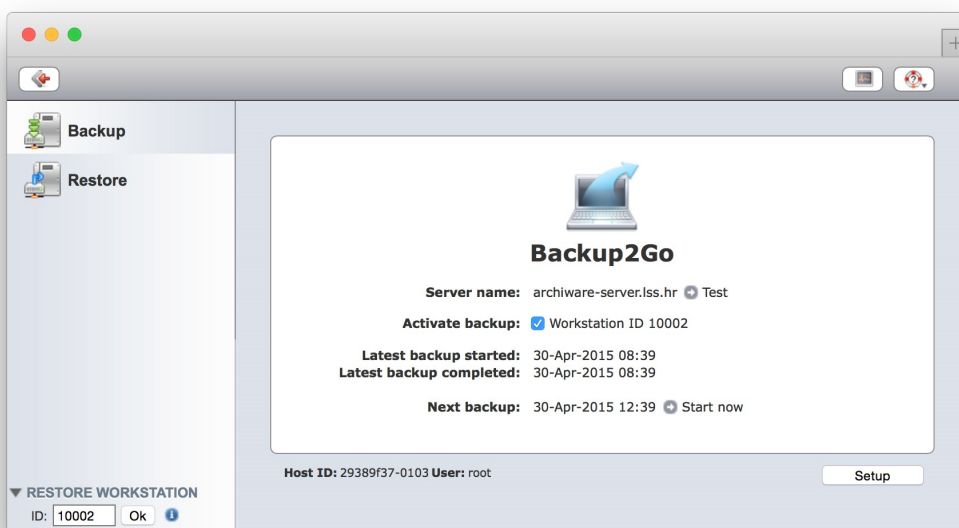 Backup
Restore
Backup2Go
Server name: archiware-server.lss.hr Test
Activate backup: Workstation ID 10002
Latest backup started: 30-Apr-2015 08:39
Latest backup completed: 30-Apr-2015 08:39
Next backup: 30-Apr-2015 12:39 Start now
Host ID: 29389f37-0103 User: root
Setup
RESTORE WORKSTATION
ID: 10002 Ok